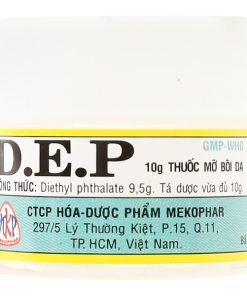 GMP-WHO
D.E.P 10g THUỐC MỠ BÔI DA
THỨC: Diethyl phthalate 9,5g. Tá dược vừa đủ 10g.
CTCP HÓA-DƯỢC PHẨM MEKOPHAR
297/5 Lý Thường Kiệt, P.15, Q.11,
TP. HCM, Việt Nam.
MKP